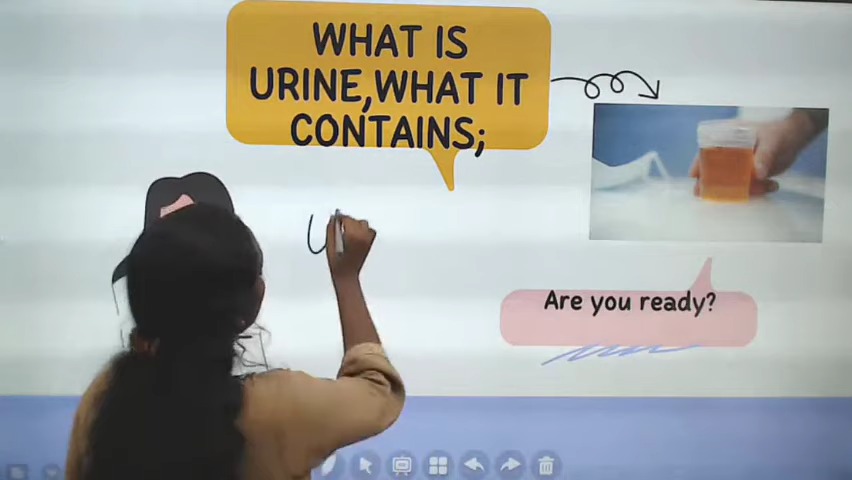 WHAT IS
URINE,WHAT IT
CONTAINS;
U
Are you ready?